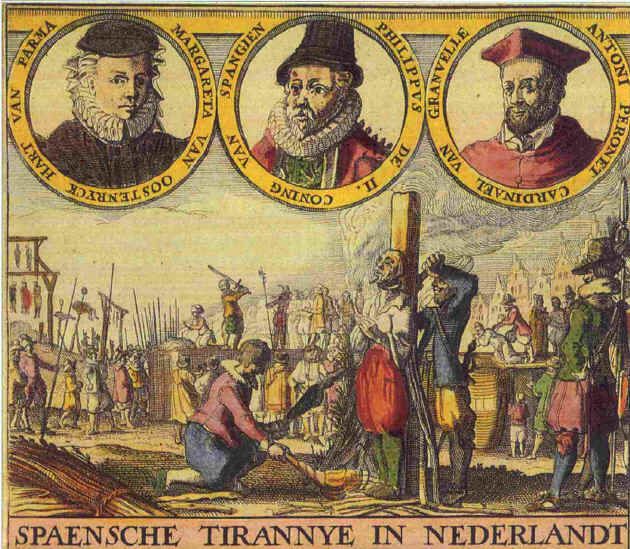 MARGARETA VAN OOSTENRYCK HART VAN PARMA
PHILIPPVS DE II. CONING VAN SPANGIEN
ANTONI PERONET CARDINAEL VAN GRANVELLE
SPAENSCHE TIRANNYE IN NEDERLANDT